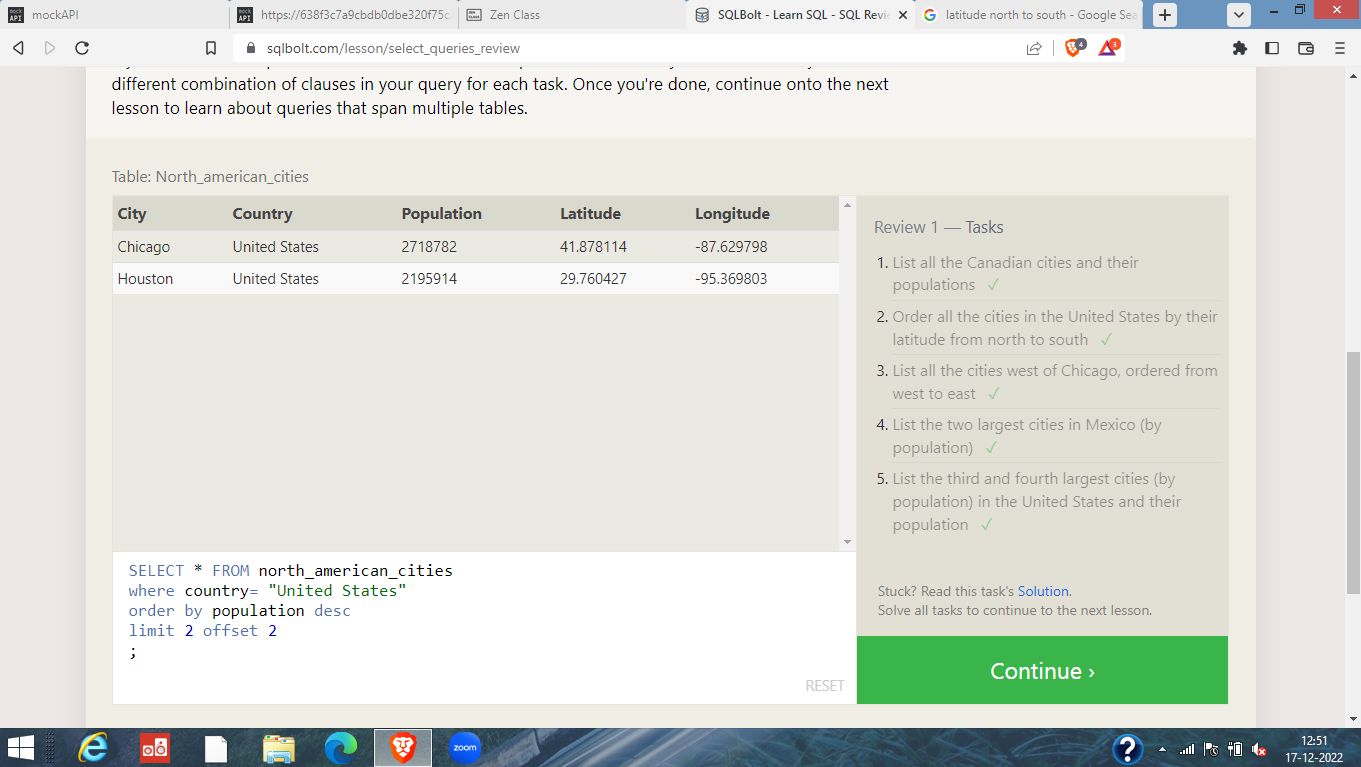 mock API mockAPI
mock API https://638f3c7a9cbdb0dbe320f75c
Zen Class
SQLBolt - Learn SQL - SQL Revie
latitude north to south - Google Sea
sqlbolt.com/lesson/select_queries_review
4
3
different combination of clauses in your query for each task. Once you're done, continue onto the next
lesson to learn about queries that span multiple tables.
Table: North_american_cities
City Country Population Latitude Longitude
Chicago United States 2718782 41.878114 -87.629798
Houston United States 2195914 29.760427 -95.369803
Review 1 — Tasks
1. List all the Canadian cities and their
populations ✓
2. Order all the cities in the United States by their
latitude from north to south ✓
3. List all the cities west of Chicago, ordered from
west to east ✓
4. List the two largest cities in Mexico (by
population) ✓
5. List the third and fourth largest cities (by
population) in the United States and their
population ✓
Stuck? Read this task's Solution.
Solve all tasks to continue to the next lesson.
Continue ›
SELECT * FROM north_american_cities
where country= "United States"
order by population desc
limit 2 offset 2
;
RESET
zoom
12:51
17-12-2022